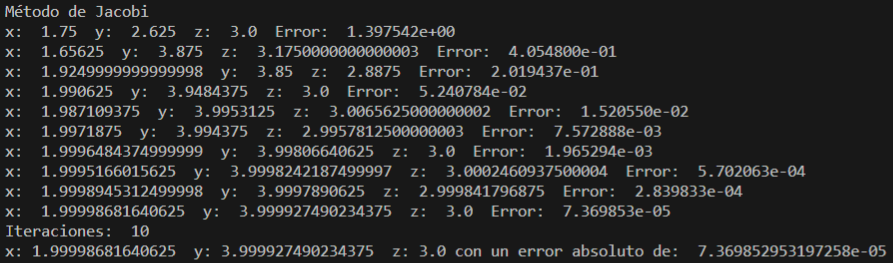 Método de Jacobi
x:  1.75  y:  2.625  z:  3.0  Error:  1.397542e+00
x:  1.65625  y:  3.875  z:  3.1750000000000003  Error:  4.054800e-01
x:  1.9249999999999998  y:  3.85  z:  2.8875  Error:  2.019437e-01
x:  1.990625  y:  3.9484375  z:  3.0  Error:  5.240784e-02
x:  1.987109375  y:  3.9953125  z:  3.0065625000000002  Error:  1.520550e-02
x:  1.9971875  y:  3.994375  z:  2.9957812500000003  Error:  7.572888e-03
x:  1.9996484374999999  y:  3.99806640625  z:  3.0  Error:  1.965294e-03
x:  1.9995166015625  y:  3.9998242187499997  z:  3.0002460937500004  Error:  5.702063e-04
x:  1.9998945312499998  y:  3.9997890625  z:  2.999841796875  Error:  2.839833e-04
x:  1.99998681640625  y:  3.999927490234375  z:  3.0  Error:  7.369853e-05
Iteraciones:  10
x: 1.99998681640625  y: 3.999927490234375  z: 3.0 con un error absoluto de:  7.369852953197258e-05